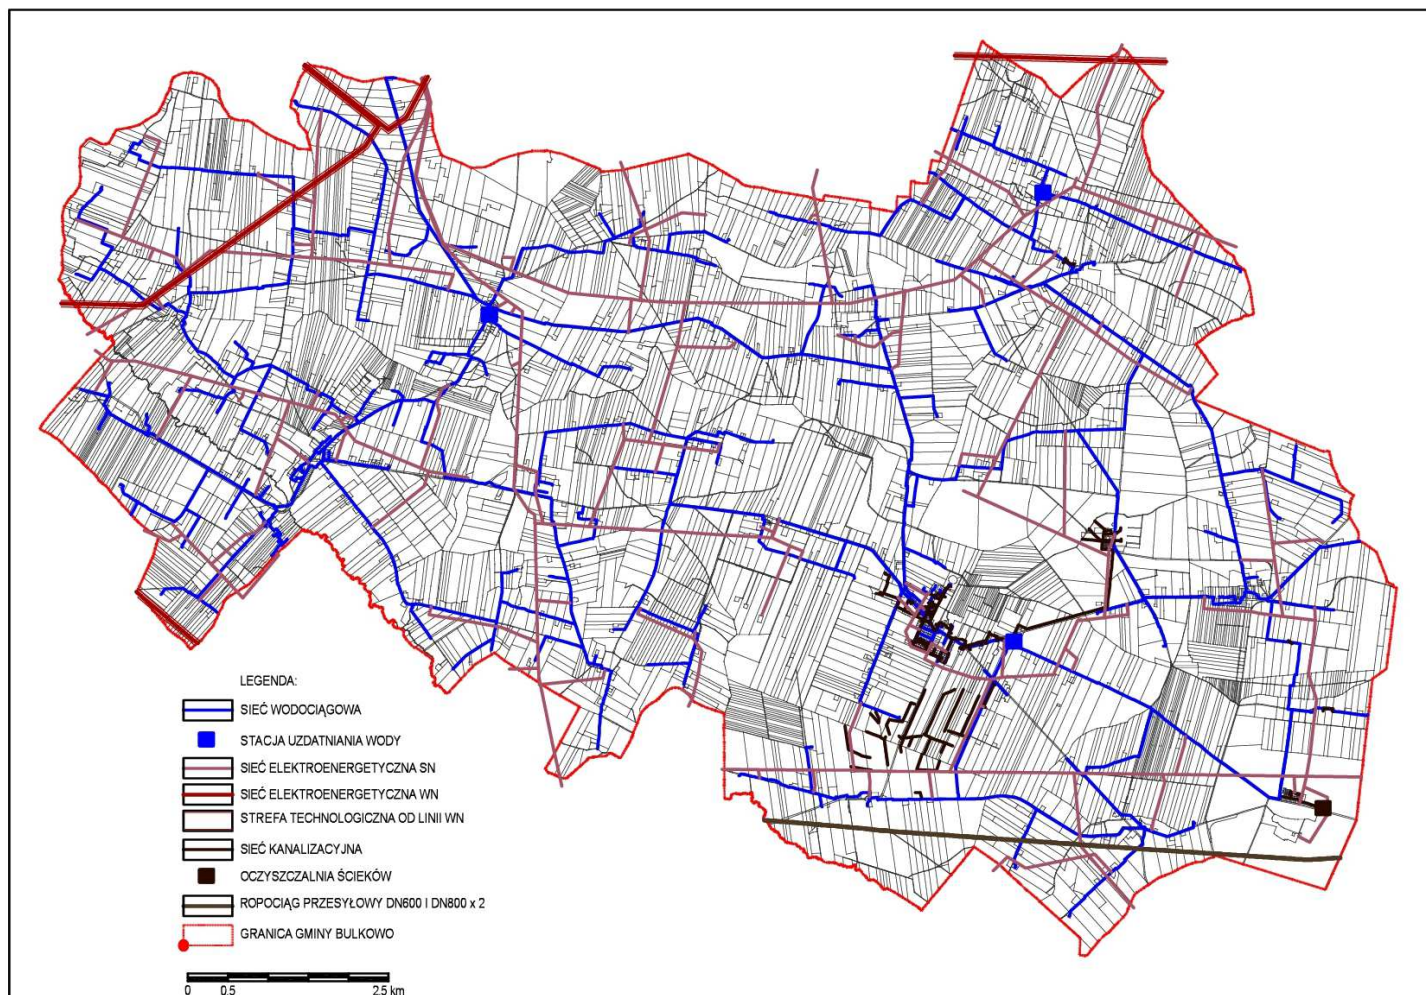 LEGENDA:
SIEĆ WODOCIĄGOWA
STACJA UZDATNIANIA WODY
SIEĆ ELEKTROENERGETYCZNA SN
SIEĆ ELEKTROENERGETYCZNA WN
STREFA TECHNOLOGICZNA OD LINII WN
SIEĆ KANALIZACYJNA
OCZYSZCZALNIA ŚCIEKÓW
ROPOCIĄG PRZESYŁOWY DN600 I DN800 x 2
GRANICA GMINY BULKOWO
0 0.5 2.5 km